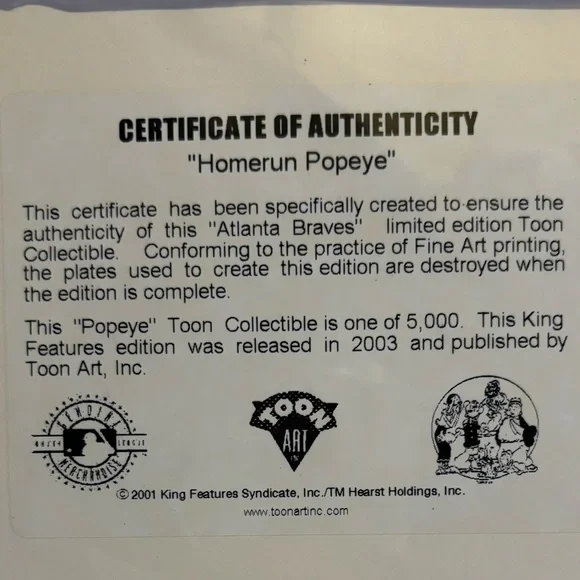 CERTIFICATE OF AUTHENTICITY
"Homerun Popeye"
This certificate has been specifically created to ensure the
authenticity of this "Atlanta Braves" limited edition Toon
Collectible. Conforming to the practice of Fine Art printing,
the plates used to create this edition are destroyed when
the edition is complete.
This "Popeye" Toon Collectible is one of 5,000. This King
Features edition was released in 2003 and published by
Toon Art, Inc.
GENUINE
MERCHANDISE
TOON
ART
INC
© 2001 King Features Syndicate, Inc./TM Hearst Holdings, Inc.
www.toonartinc.com